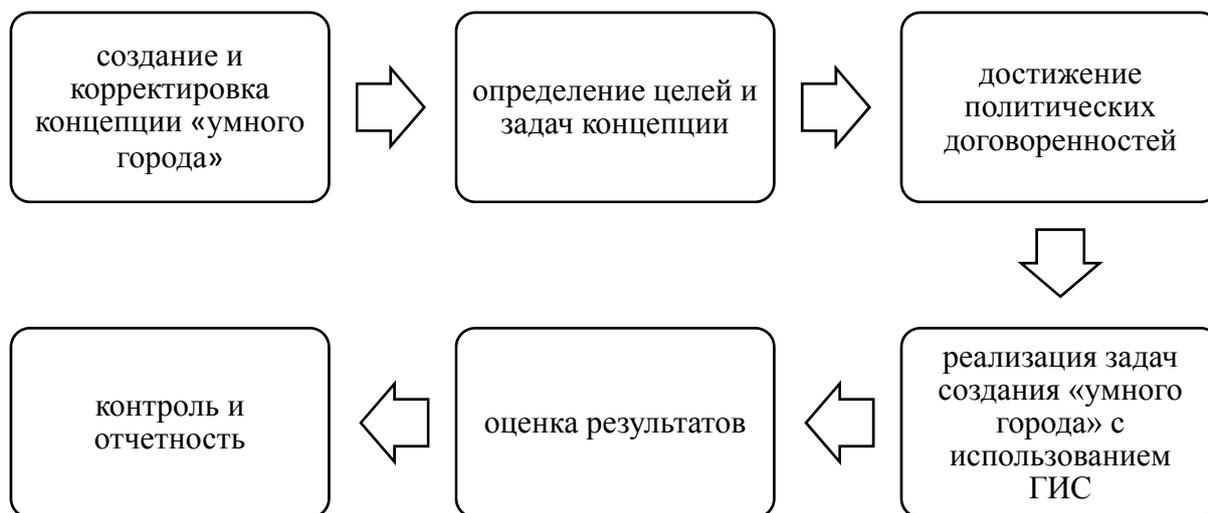 создание и
корректировка
концепции «умного
города»
определение целей и
задач концепции
достижение
политических
договоренностей
реализация задач
создания «умного
города» с
использованием
ГИС
оценка результатов
контроль и
отчетность